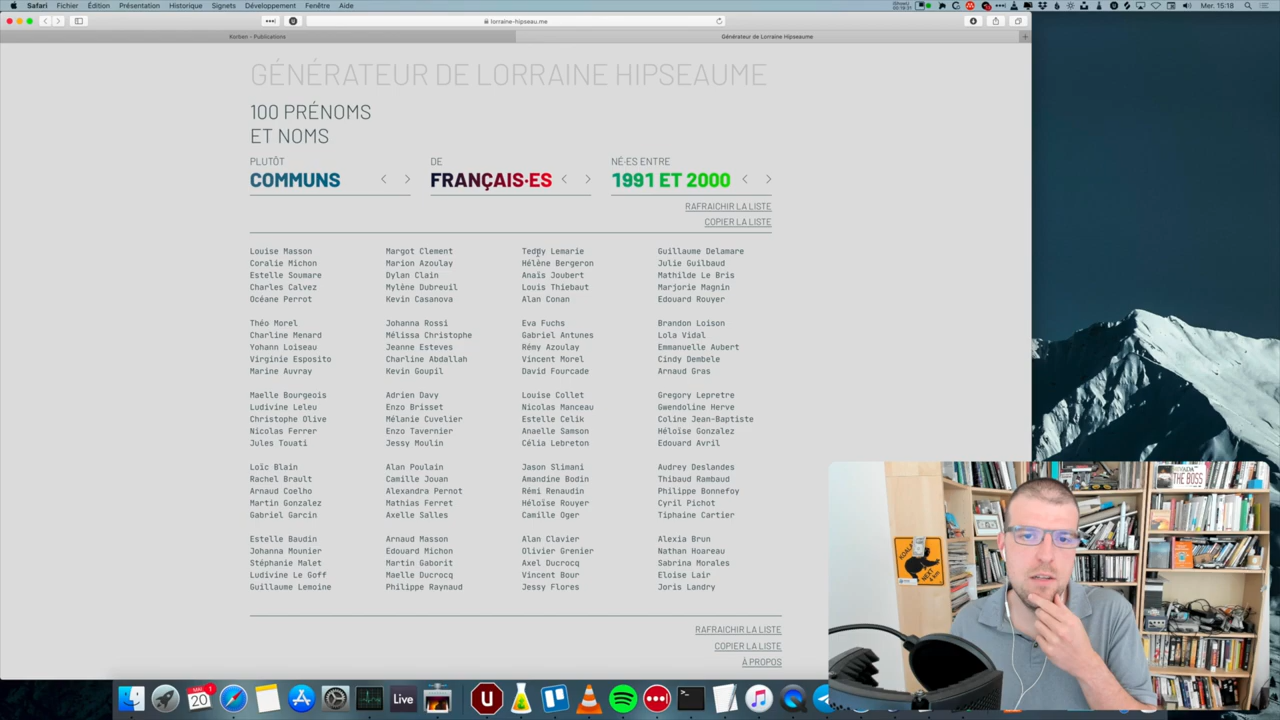 Safari Fichier Édition Présentation Historique Signets Développement Fenêtre Aide
Mer. 15:18
lorraine-hipseau.me
Korben - Publications
Générateur de Lorraine Hipseaume
GÉNÉRATEUR DE LORRAINE HIPSEAUME
100 PRÉNOMS
ET NOMS
PLUTÔT DE NÉ·ES ENTRE
COMMUNS FRANÇAIS·ES 1991 ET 2000
RAFRAICHIR LA LISTE
COPIER LA LISTE
Louise Masson Margot Clement Teddy Lemarie Guillaume Delamare
Coralie Michon Marion Azoulay Hélène Bergeron Julie Guilbaud
Estelle Soumare Dylan Clain Anaïs Joubert Mathilde Le Bris
Charles Calvez Mylène Dubreuil Louis Thiebaut Marjorie Magnin
Océane Perrot Kevin Casanova Alan Conan Edouard Rouyer
Théo Morel Johanna Rossi Eva Fuchs Brandon Loison
Charline Menard Mélissa Christophe Gabriel Antunes Lola Vidal
Yohann Loiseau Jeanne Esteves Rémy Azoulay Emmanuelle Aubert
Virginie Esposito Charline Abdallah Vincent Morel Cindy Dembele
Marine Auvray Kevin Goupil David Fourcade Arnaud Gras
Maelle Bourgeois Adrien Davy Louise Collet Gregory Lepretre
Ludivine Leleu Enzo Brisset Nicolas Manceau Gwendoline Herve
Christophe Olive Mélanie Cuvelier Estelle Celik Coline Jean-Baptiste
Nicolas Ferrer Enzo Tavernier Anaelle Samson Héloïse Gonzalez
Jules Touati Jessy Moulin Célia Lebreton Edouard Avril
Loïc Blain Alan Poulain Jason Slimani Audrey Deslandes
Rachel Brault Camille Jouan Amandine Bodin Thibaud Rambaud
Arnaud Coelho Alexandra Pernot Rémi Renaudin Philippe Bonnefoy
Martin Gonzalez Mathias Ferret Héloïse Rouyer Cyril Pichot
Gabriel Garcin Axelle Salles Camille Oger Tiphaine Cartier
Estelle Baudin Arnaud Masson Alan Clavier Alexia Brun
Johanna Mounier Edouard Michon Olivier Grenier Nathan Hoareau
Stéphanie Malet Martin Gaborit Axel Ducrocq Sabrina Morales
Ludivine Le Goff Maelle Ducrocq Vincent Bour Eloise Lair
Guillaume Lemoine Philippe Raynaud Jessy Flores Joris Landry
RAFRAICHIR LA LISTE
COPIER LA LISTE
À PROPOS
THE BOSS
KOALAS
NEXT
MAI
20
1
Live
U